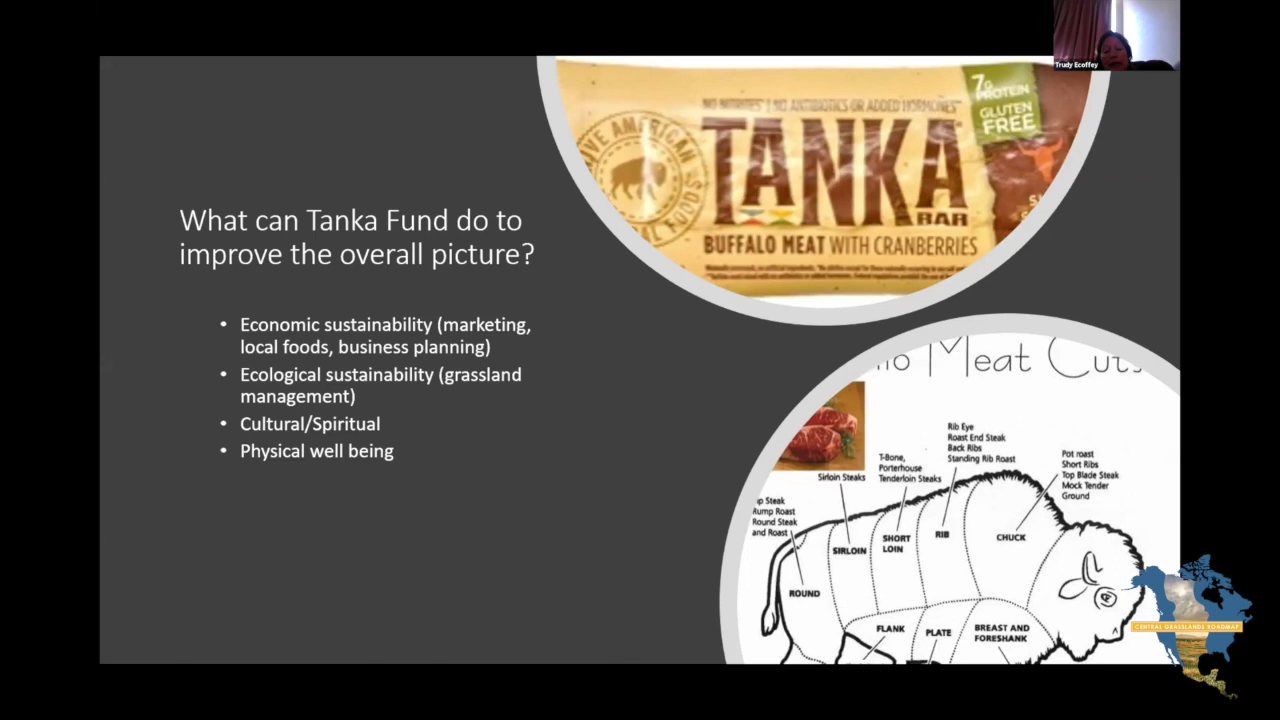 Trudy Ecoffey
What can Tanka Fund do to
improve the overall picture?
• Economic sustainability (marketing,
local foods, business planning)
• Ecological sustainability (grassland
management)
• Cultural/Spiritual
• Physical well being
NO NITRITES | NO ANTIBIOTICS OR ADDED HORMONES
7g
PROTEIN
GLUTEN
FREE
TANKA
BAR
BUFFALO MEAT WITH CRANBERRIES
Meat Cuts
Rib Eye
Roast End Steak
Back Ribs
Standing Rib Roast
T-Bone,
Porterhouse
Tenderloin Steaks
Pot roast
Short Ribs
Top Blade Steak
Mock Tender
Ground
Sirloin Steaks
Steak
Rump Roast
Round Steak
and Roast
SIRLOIN
SHORT
LOIN
RIB
CHUCK
ROUND
FLANK
PLATE
BREAST AND
FORESHANK
CENTRAL GRASSLANDS ROADMAP